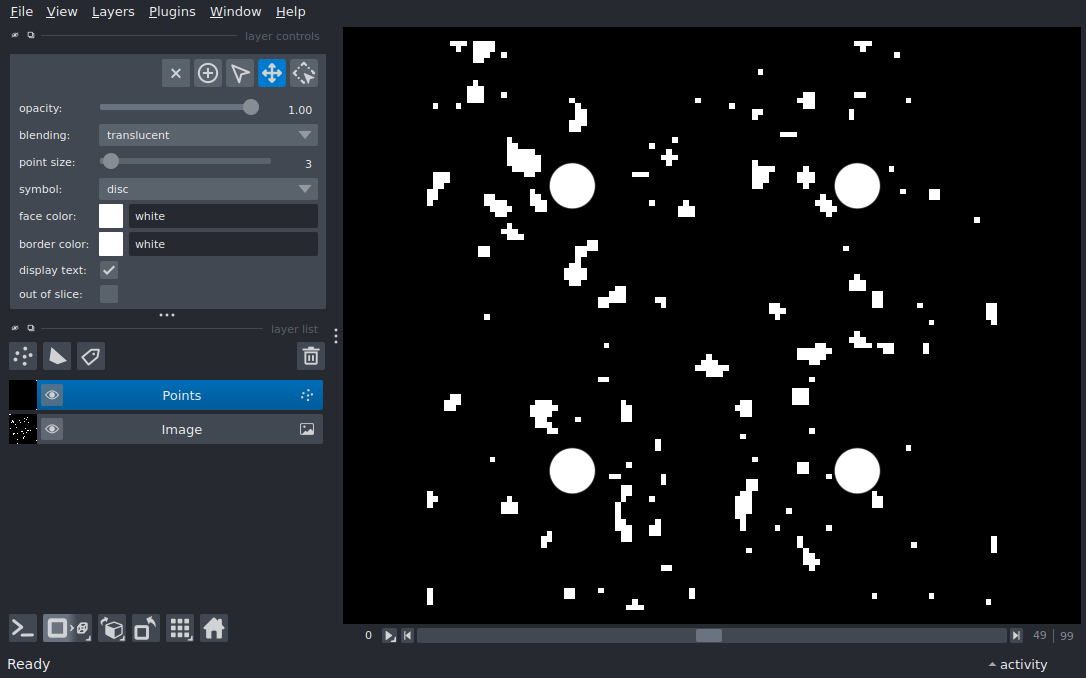 File View Layers Plugins Window Help
layer controls
opacity: 1.00
blending: translucent
point size: 3
symbol: disc
face color: white
border color: white
display text:
out of slice:
layer list
Points
Image
0 49 99
Ready activity